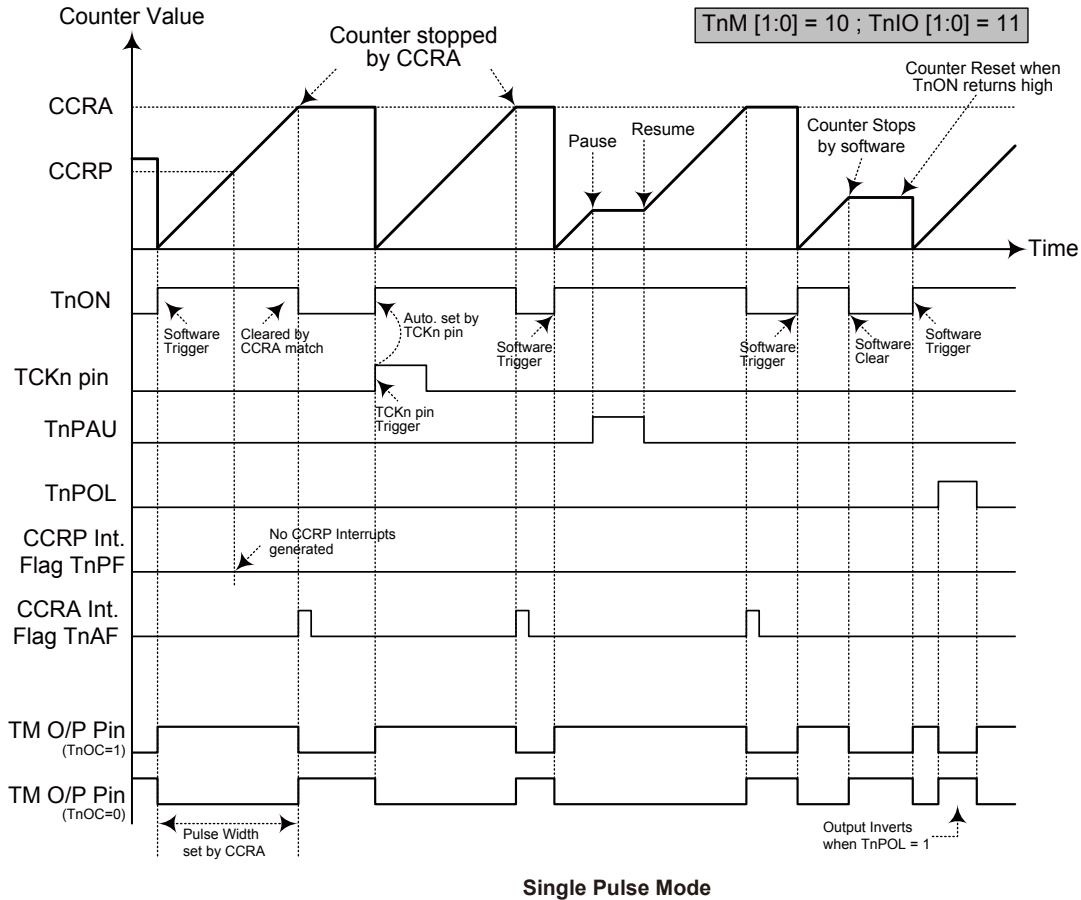 Counter Value
TnM [1:0] = 10 ; TnIO [1:0] = 11
Counter stopped
by CCRA
Counter Reset when
TnON returns high
CCRA
Counter Stops
by software
Pause
Resume
CCRP
Time
TnON
Software
Trigger
Cleared by
CCRA match
Auto. set by
TCKn pin
Software
Trigger
Software
Trigger
Software
Clear
Software
Trigger
TCKn pin
TCKn pin
Trigger
TnPAU
TnPOL
CCRP Int.
Flag TnPF
No CCRP Interrupts
generated
CCRA Int.
Flag TnAF
TM O/P Pin
(TnOC=1)
TM O/P Pin
(TnOC=0)
Pulse Width
set by CCRA
Output Inverts
when TnPOL = 1
Single Pulse Mode